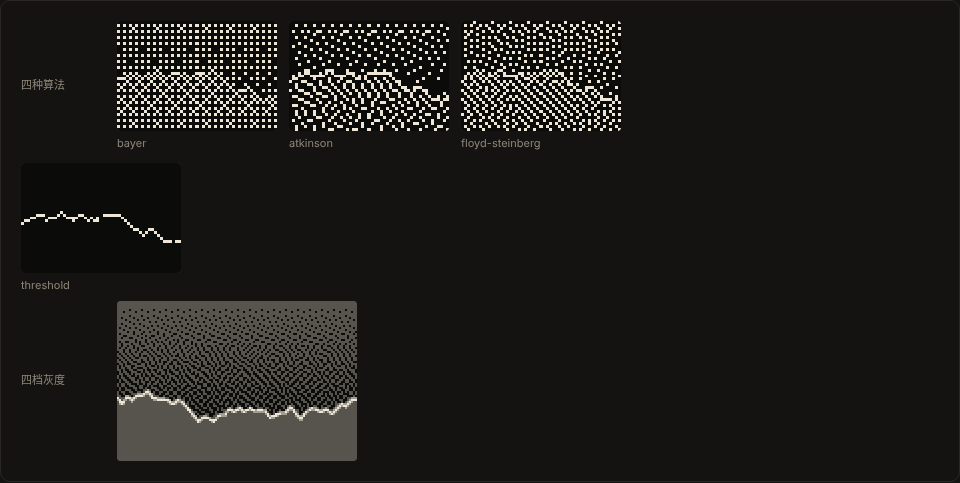 四种算法
bayer
atkinson
floyd-steinberg
threshold
四档灰度